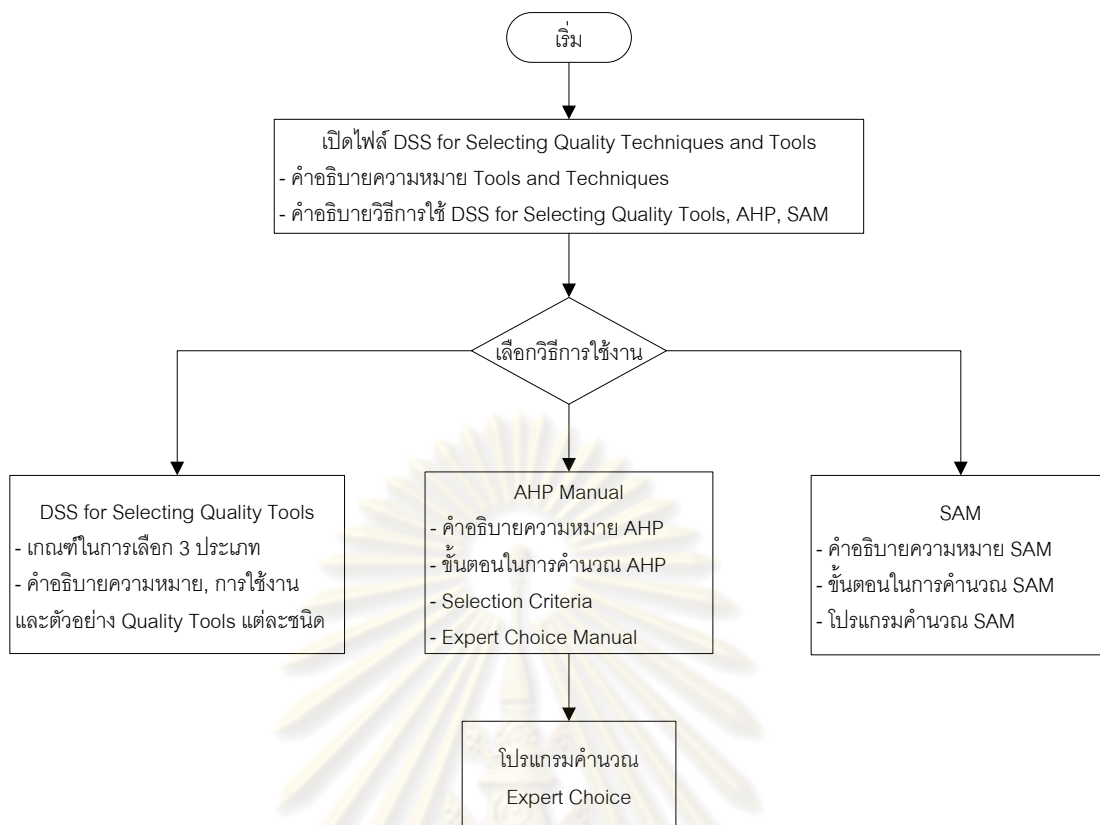 เริ่ม
เปิดไฟล์ DSS for Selecting Quality Techniques and Tools
- คำอธิบายความหมาย Tools and Techniques
- คำอธิบายวิธีการใช้ DSS for Selecting Quality Tools, AHP, SAM
เลือกวิธีการใช้งาน
DSS for Selecting Quality Tools
- เกณฑ์ในการเลือก 3 ประเภท
- คำอธิบายความหมาย, การใช้งาน
และตัวอย่าง Quality Tools แต่ละชนิด
AHP Manual
- คำอธิบายความหมาย AHP
- ขั้นตอนในการคำนวณ AHP
- Selection Criteria
- Expert Choice Manual
SAM
- คำอธิบายความหมาย SAM
- ขั้นตอนในการคำนวณ SAM
- โปรแกรมคำนวณ SAM
โปรแกรมคำนวณ
Expert Choice